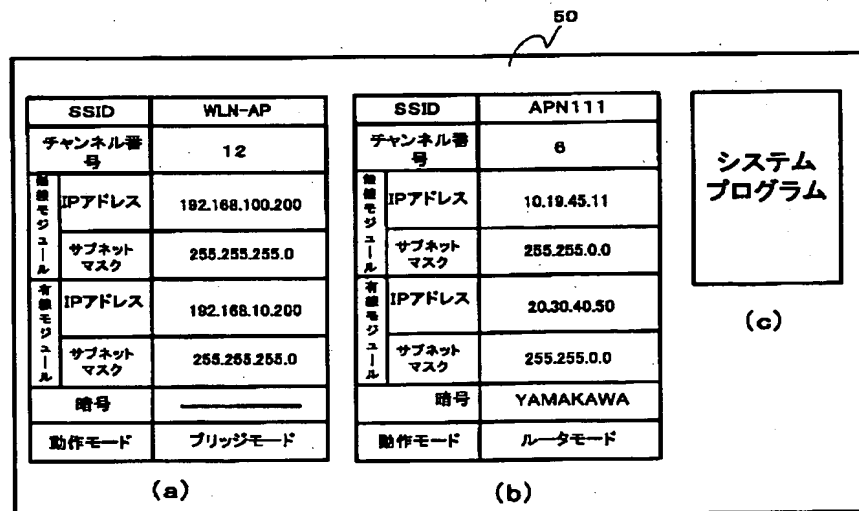 50
SSID WLN-AP
チャンネル番号 12
無線モジュール
IPアドレス 192.168.100.200
サブネットマスク 255.255.255.0
有線モジュール
IPアドレス 192.168.10.200
サブネットマスク 255.255.255.0
暗号
動作モード ブリッジモード
(a)
SSID APN111
チャンネル番号 6
無線モジュール
IPアドレス 10.19.45.11
サブネットマスク 255.255.0.0
有線モジュール
IPアドレス 20.30.40.50
サブネットマスク 255.255.0.0
暗号 YAMAKAWA
動作モード ルータモード
(b)
システム
プログラム
(c)